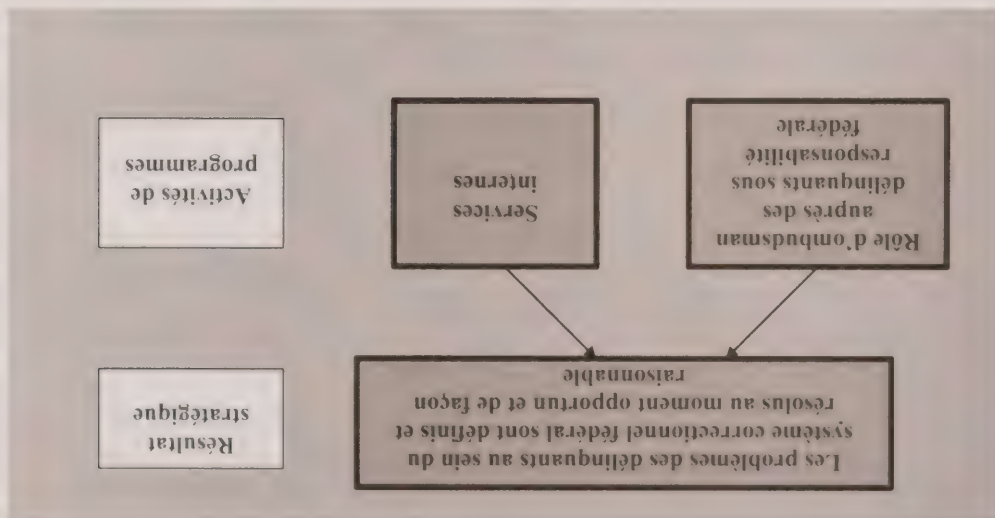 Les problèmes des délinquants au sein du
système correctionnel fédéral sont définis et
résolus au moment opportun et de façon
raisonnable
Résultat
stratégique
Rôle d'ombudsman
auprès des
délinquants sous
responsabilité
fédérale
Services
internes
Activités de
programmes